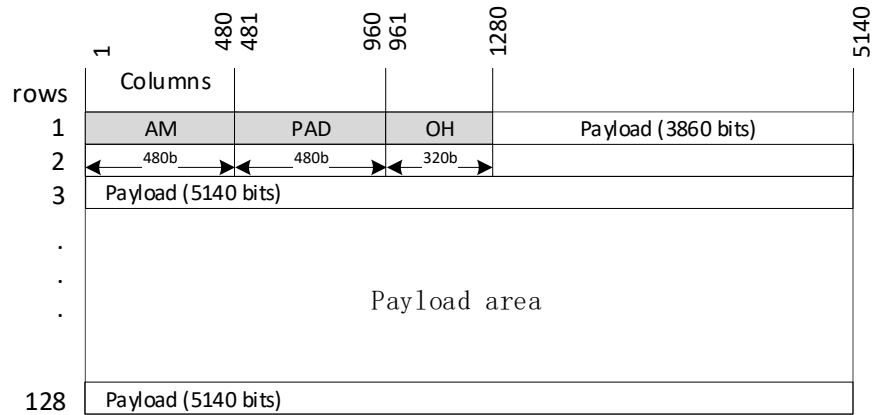 1 480 481 960 961 1280 5140
Columns
rows
1 AM PAD OH Payload (3860 bits)
2 480b 480b 320b
3 Payload (5140 bits)
.
.
.
Payload area
128 Payload (5140 bits)